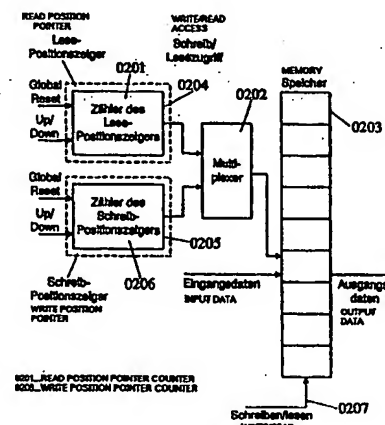 READ POSITION
POINTER
Lese-
Positionszeiger
WRITE/READ
ACCESS
Schreib/
Lesezugriff
0201
0204
0202
MEMORY
Speicher
0203
Global
Reset
Up/
Down
Zähler des
Lese-
Positionszeigers
Multi-
plexer
Global
Reset
Up/
Down
Zähler des
Schreib-
Positionszeigers
0205
0206
Schreib-
Positionszeiger
WRITE POSITION
POINTER
Eingangsdaten
INPUT DATA
Ausgangs
daten
OUTPUT
DATA
0201...READ POSITION POINTER COUNTER
0206...WRITE POSITION POINTER COUNTER
0207
Schreiben/lesen